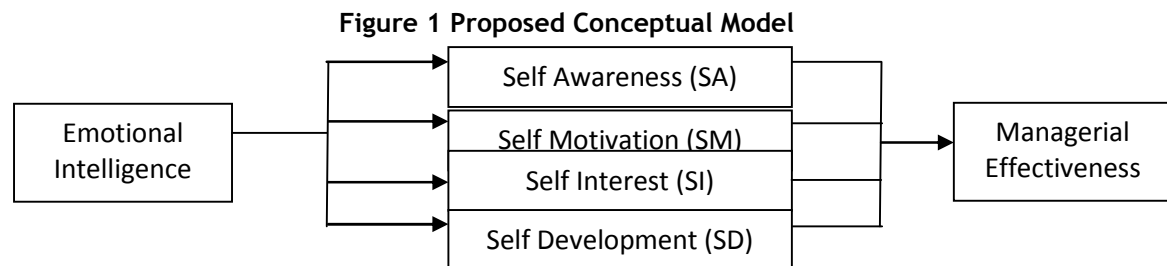 Figure 1 Proposed Conceptual Model
Self Awareness (SA)
Emotional
Intelligence
Self Motivation (SM)
Self Interest (SI)
Self Development (SD)
Managerial
Effectiveness